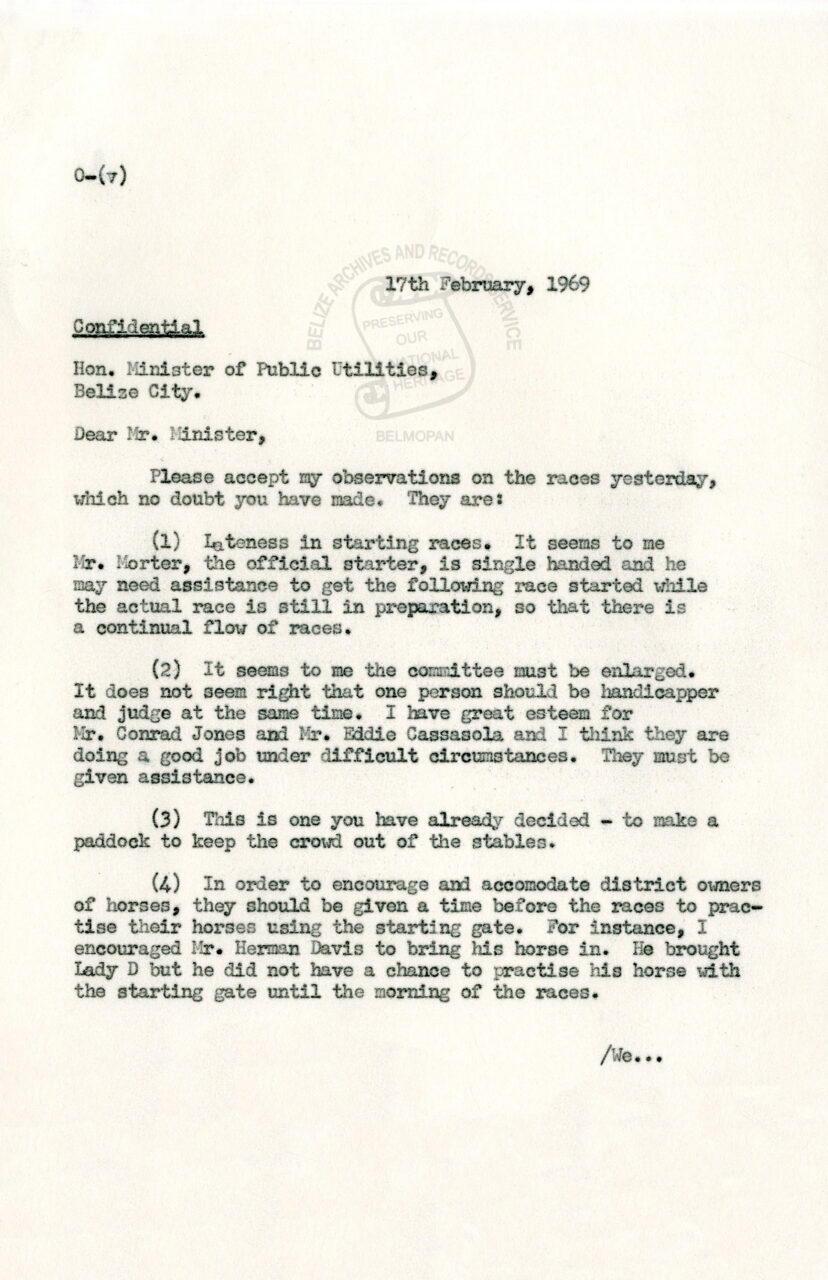 O-(v)
BELIZE ARCHIVES AND RECORDS SERVICE
PRESERVING
OUR
NATIONAL
HERITAGE
BELMOPAN
17th February, 1969
Confidential
Hon. Minister of Public Utilities,
Belize City.
Dear Mr. Minister,
Please accept my observations on the races yesterday,
which no doubt you have made. They are:
(1) Lateness in starting races. It seems to me
Mr. Morter, the official starter, is single handed and he
may need assistance to get the following race started while
the actual race is still in preparation, so that there is
a continual flow of races.
(2) It seems to me the committee must be enlarged.
It does not seem right that one person should be handicapper
and judge at the same time. I have great esteem for
Mr. Conrad Jones and Mr. Eddie Cassasola and I think they are
doing a good job under difficult circumstances. They must be
given assistance.
(3) This is one you have already decided - to make a
paddock to keep the crowd out of the stables.
(4) In order to encourage and accomodate district owners
of horses, they should be given a time before the races to prac-
tise their horses using the starting gate. For instance, I
encouraged Mr. Herman Davis to bring his horse in. He brought
Lady D but he did not have a chance to practise his horse with
the starting gate until the morning of the races.
/We...